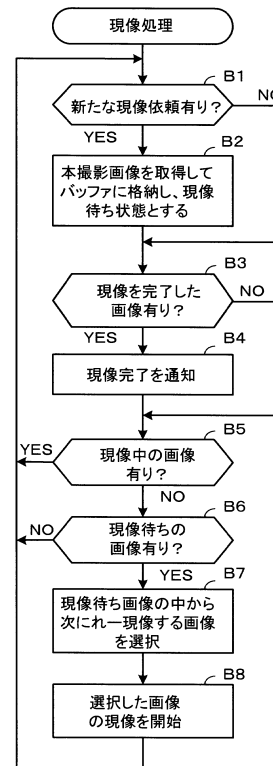 現像処理
B1
新たな現像依頼有り?
NO
YES
B2
本撮影画像を取得して
バッファに格納し、現像
待ち状態とする
B3
現像を完了した
画像有り?
NO
YES
B4
現像完了を通知
B5
現像中の画像
有り?
YES
NO
B6
現像待ちの
画像有り?
NO
YES
B7
現像待ち画像の中から
次にれ一現像する画像
を選択
B8
選択した画像
の現像を開始